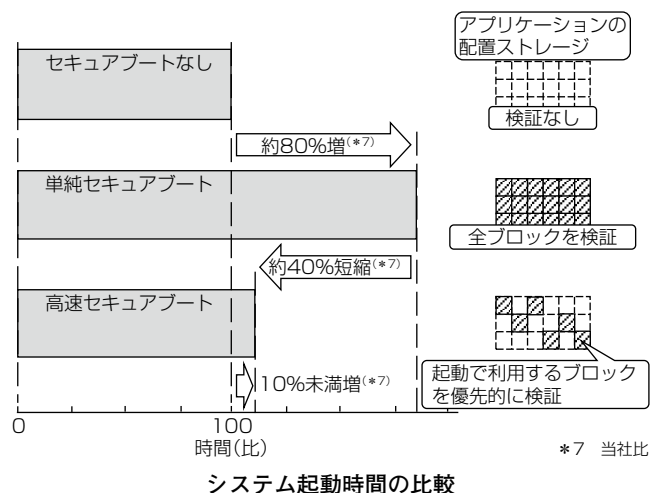 アプリケーションの
配置ストレージ
セキュアブートなし
検証なし
約80%増(*7)
単純セキュアブート
全ブロックを検証
約40%短縮(*7)
高速セキュアブート
起動で利用するブロック
を優先的に検証
10%未満増(*7)
0
100
時間(比)
*7 当社比
システム起動時間の比較